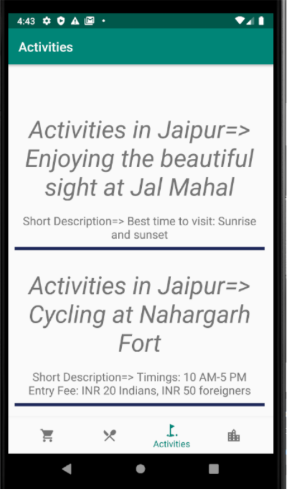 4:43
Activities
Activities in Jaipur=>
Enjoying the beautiful
sight at Jal Mahal
Short Description=> Best time to visit: Sunrise
and sunset
Activities in Jaipur=>
Cycling at Nahargarh
Fort
Short Description=> Timings: 10 AM-5 PM
Entry Fee: INR 20 Indians, INR 50 foreigners
Activities